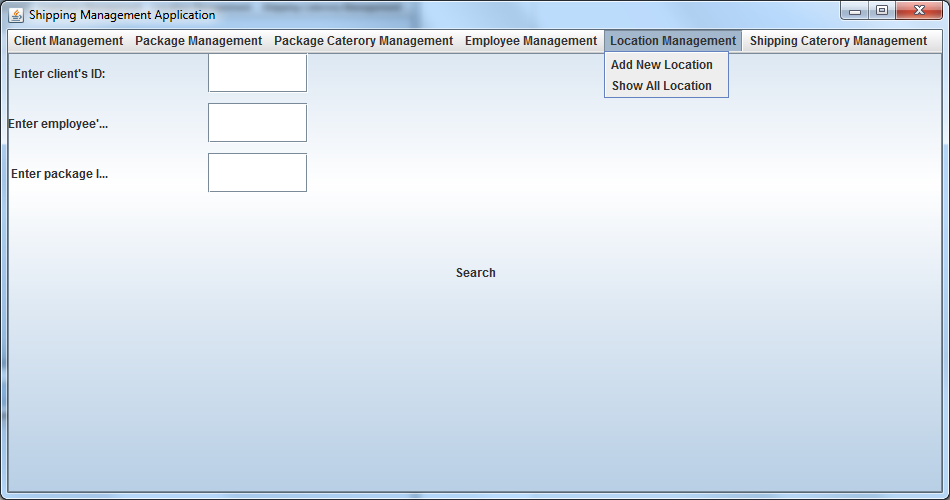 Shipping Management Application
Client Management Package Management Package Caterory Management Employee Management Location Management Shipping Caterory Management
Add New Location
Show All Location
Enter client's ID:
Enter employee'...
Enter package I...
Search